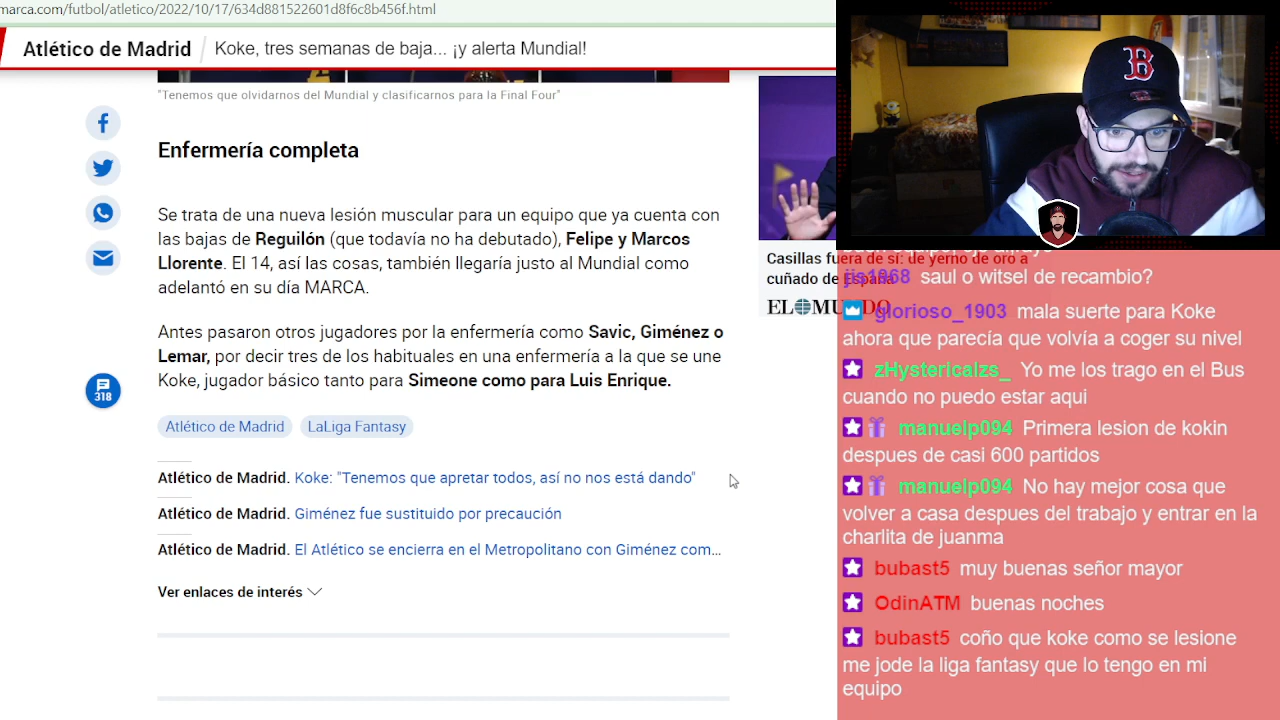 marca.com/futbol/atletico/2022/10/17/634d881522601d8f6c8b456f.html
Atlético de Madrid Koke, tres semanas de baja... ¡y alerta Mundial!
"Tenemos que olvidarnos del Mundial y clasificarnos para la Final Four"
Enfermería completa
Se trata de una nueva lesión muscular para un equipo que ya cuenta con
las bajas de Reguilón (que todavía no ha debutado), Felipe y Marcos
Llorente. El 14, así las cosas, también llegaría justo al Mundial como
adelantó en su día MARCA.
Antes pasaron otros jugadores por la enfermería como Savic, Giménez o
Lemar, por decir tres de los habituales en una enfermería a la que se une
Koke, jugador básico tanto para Simeone como para Luis Enrique.
318
Atlético de Madrid LaLiga Fantasy
Atlético de Madrid. Koke: "Tenemos que apretar todos, así no nos está dando"
Atlético de Madrid. Giménez fue sustituido por precaución
Atlético de Madrid. El Atlético se encierra en el Metropolitano con Giménez com...
Ver enlaces de interés
Casillas fuera de sí: de yerno de oro a
cuñado de España
EL MUNDO
B
jis1868 saul o witsel de recambio?
glorioso_1903 mala suerte para Koke
ahora que parecía que volvía a coger su nivel
zHystericalzs_ Yo me los trago en el Bus
cuando no puedo estar aqui
manuelp094 Primera lesion de kokin
despues de casi 600 partidos
manuelp094 No hay mejor cosa que
volver a casa despues del trabajo y entrar en la
charlita de juanma
bubast5 muy buenas señor mayor
OdinATM buenas noches
bubast5 coño que koke como se lesione
me jode la liga fantasy que lo tengo en mi
equipo